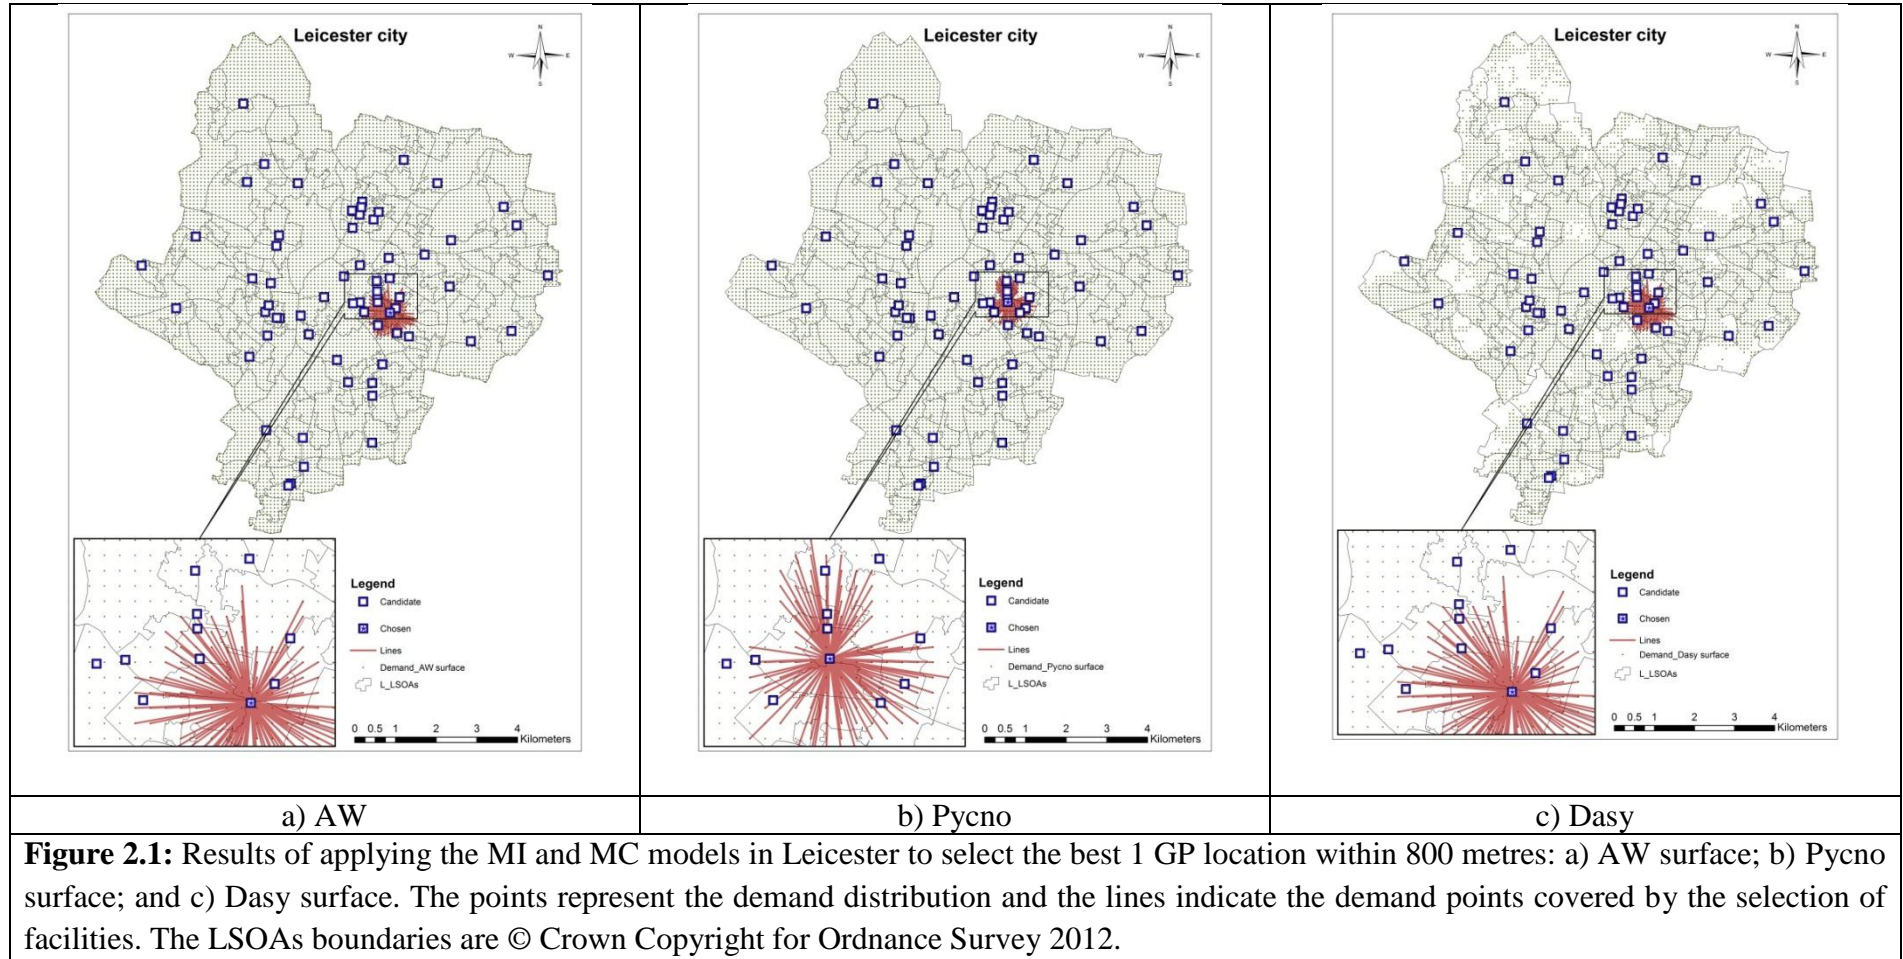 Leicester city
N
W
E
S
Legend
Candidate
Chosen
Lines
Demand_AW surface
L_LSOAs
0 0.5 1 2 3 4
Kilometers
Leicester city
N
W
E
S
Legend
Candidate
Chosen
Lines
Demand_Pycno surface
L_LSOAs
0 0.5 1 2 3 4
Kilometers
Leicester city
N
W
E
S
Legend
Candidate
Chosen
Lines
Demand_Dasy surface
L_LSOAs
0 0.5 1 2 3 4
Kilometers
a) AW
b) Pycno
c) Dasy
Figure 2.1: Results of applying the MI and MC models in Leicester to select the best 1 GP location within 800 metres: a) AW surface; b) Pycno
surface; and c) Dasy surface. The points represent the demand distribution and the lines indicate the demand points covered by the selection of
facilities. The LSOAs boundaries are © Crown Copyright for Ordnance Survey 2012.